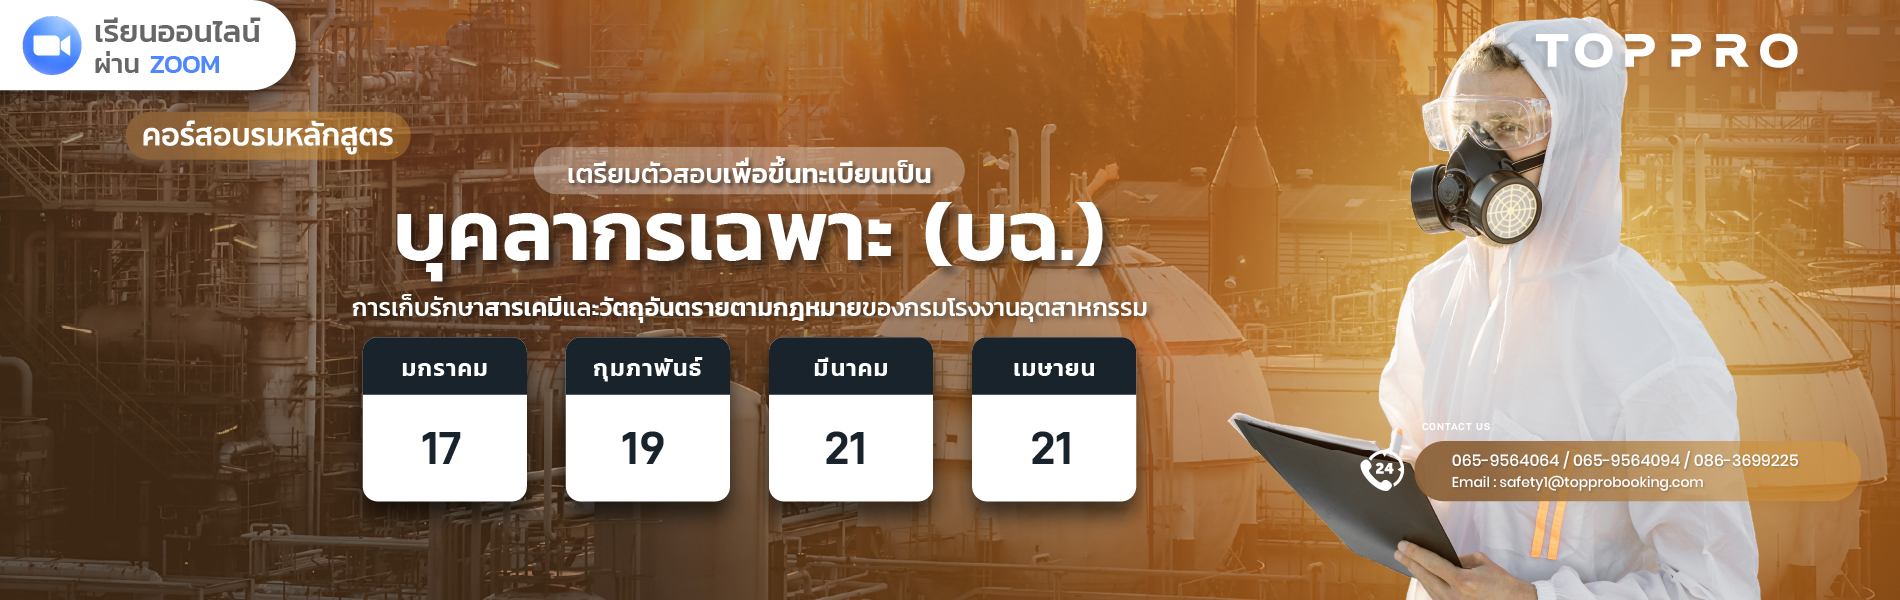 เรียนออนไลน์
ผ่าน ZOOM
TOPPRO
คอร์สอบรมหลักสูตร
เตรียมตัวสอบเพื่อขึ้นทะเบียนเป็น
บุคลากรเฉพาะ (บฉ.)
การเก็บรักษาสารเคมีและวัตถุอันตรายตามกฎหมายของกรมโรงงานอุตสาหกรรม
มกราคม
17
กุมภาพันธ์
19
มีนาคม
21
เมษายน
21
CONTACT US
24
065-9564064 / 065-9564094 / 086-3699225
Email : safety1@topprobooking.com